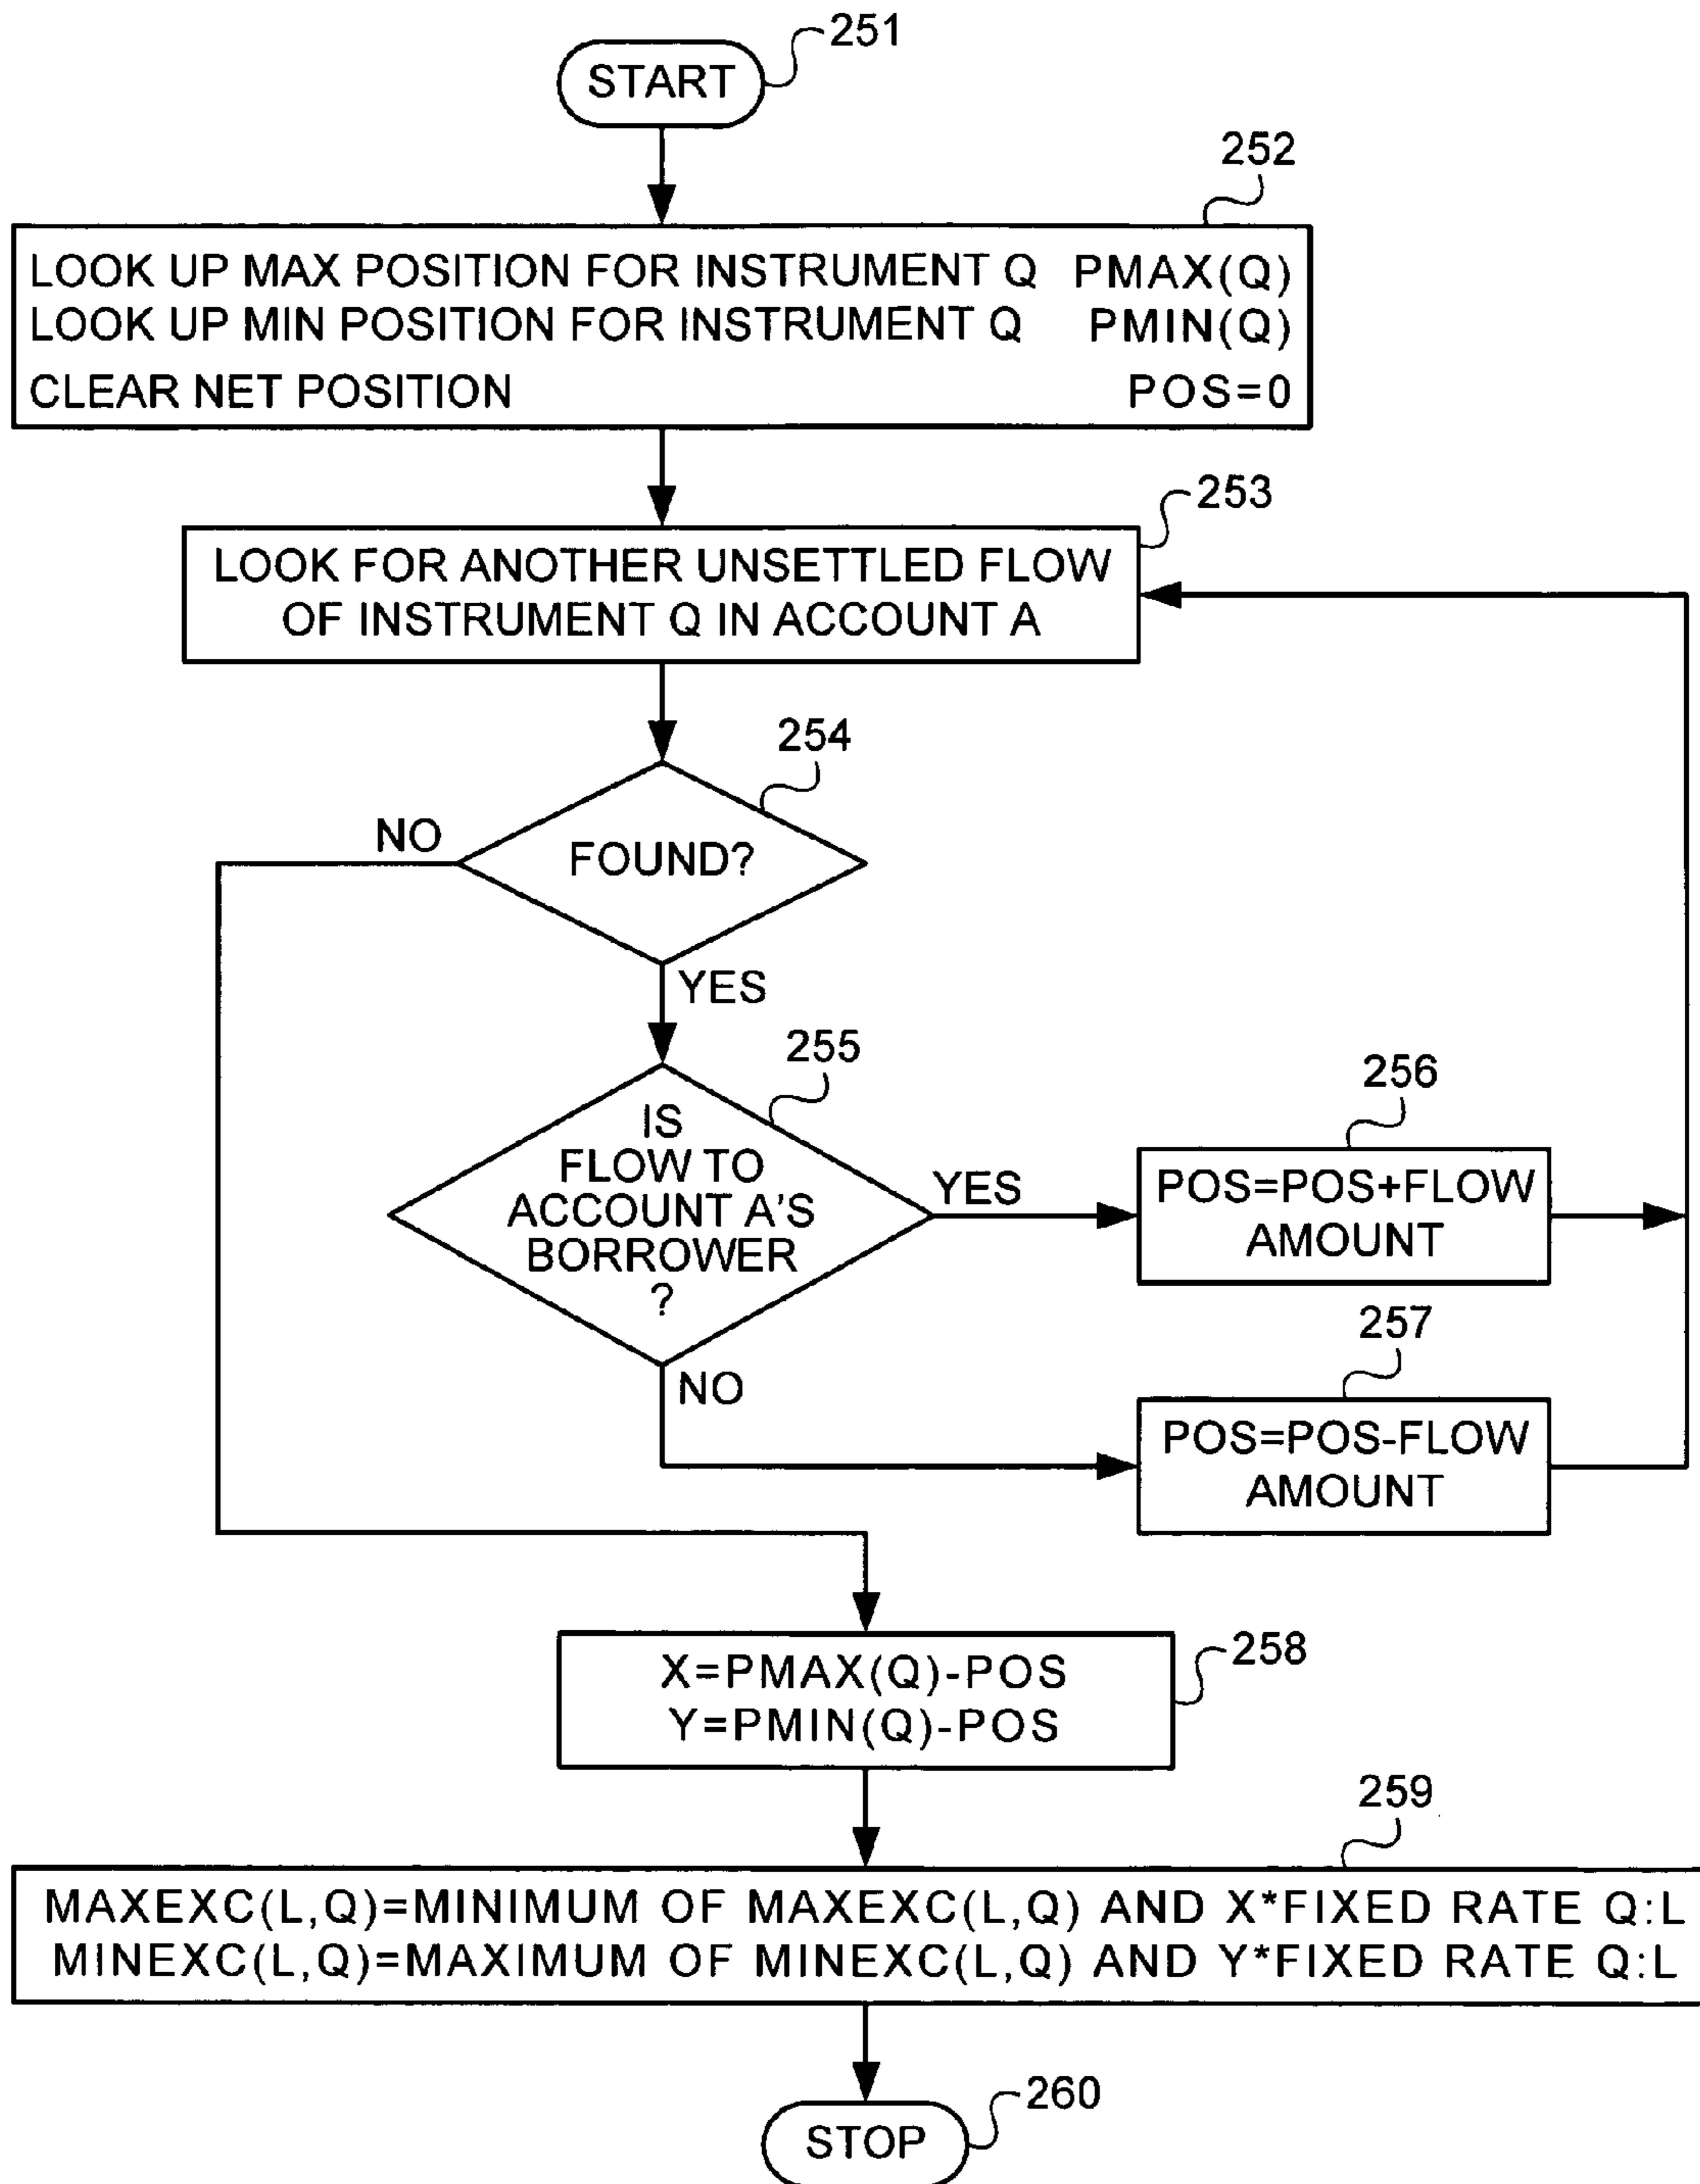 251
START
252
LOOK UP MAX POSITION FOR INSTRUMENT Q PMAX(Q)
LOOK UP MIN POSITION FOR INSTRUMENT Q PMIN(Q)
CLEAR NET POSITION POS=0
253
LOOK FOR ANOTHER UNSETTLED FLOW
OF INSTRUMENT Q IN ACCOUNT A
254
NO
FOUND?
YES
255
IS
FLOW TO
ACCOUNT A'S
BORROWER
?
YES
256
POS=POS+FLOW
AMOUNT
NO
257
POS=POS-FLOW
AMOUNT
258
X=PMAX(Q)-POS
Y=PMIN(Q)-POS
259
MAXEXC(L,Q)=MINIMUM OF MAXEXC(L,Q) AND X*FIXED RATE Q:L
MINEXC(L,Q)=MAXIMUM OF MINEXC(L,Q) AND Y*FIXED RATE Q:L
260
STOP